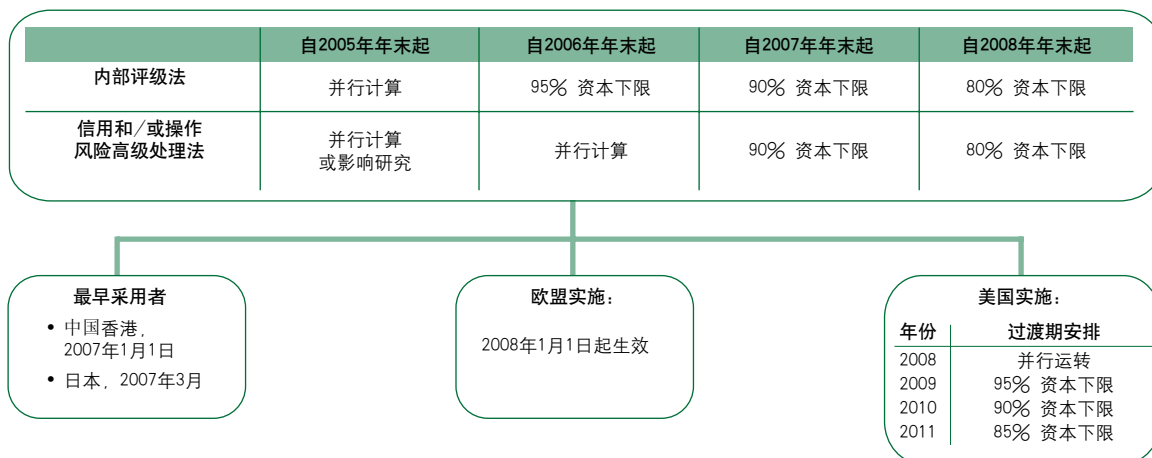 自2005年年末起 自2006年年末起 自2007年年末起 自2008年年末起
内部评级法 并行计算 95% 资本下限 90% 资本下限 80% 资本下限
信用和/或操作
风险高级处理法
并行计算
或影响研究
并行计算 90% 资本下限 80% 资本下限
最早采用者
• 中国香港，
2007年1月1日
• 日本，2007年3月
欧盟实施：
2008年1月1日起生效
美国实施：
年份 过渡期安排
2008 并行运转
2009 95% 资本下限
2010 90% 资本下限
2011 85% 资本下限